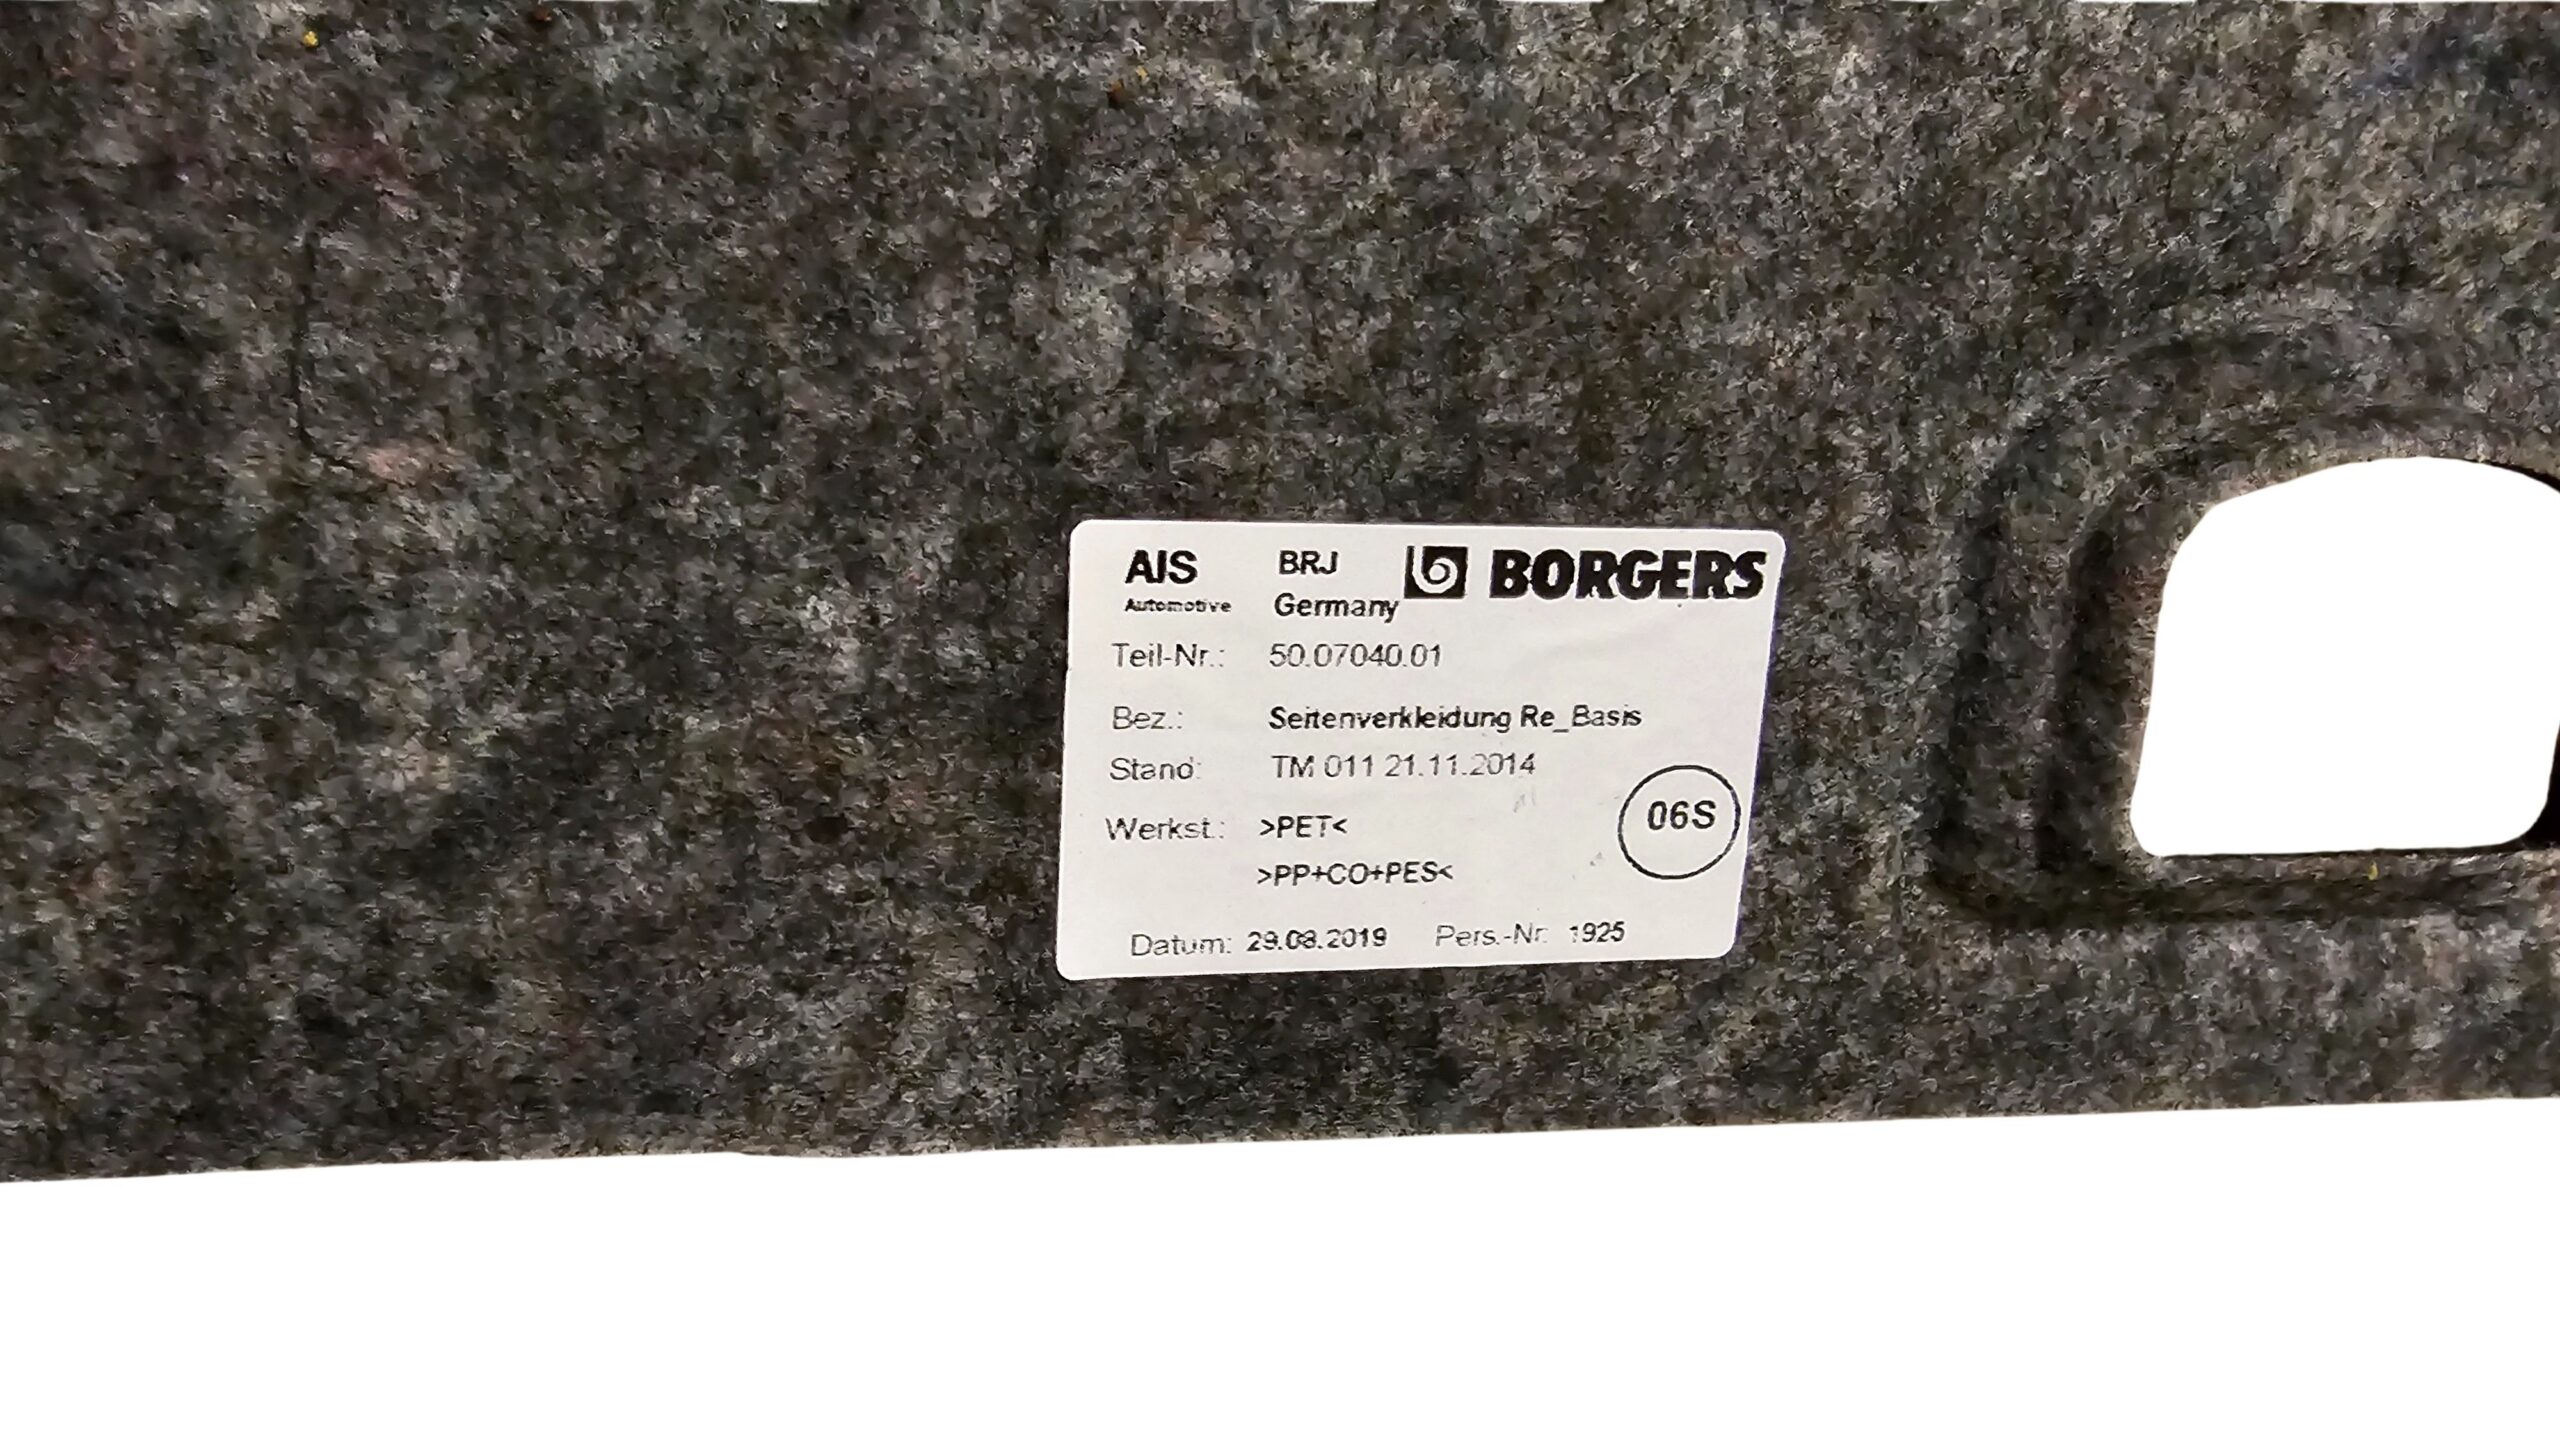 AIS BRJ BORGERS
Automotive Germany
Teil-Nr.: 50.07040.01
Bez.: Seitenverkleidung Re_Basis
Stand: TM 011 21.11.2014
Werkst.: >PET<
06S
>PP+CO+PES<
Datum: 29.08.2019 Pers.-Nr. 1925